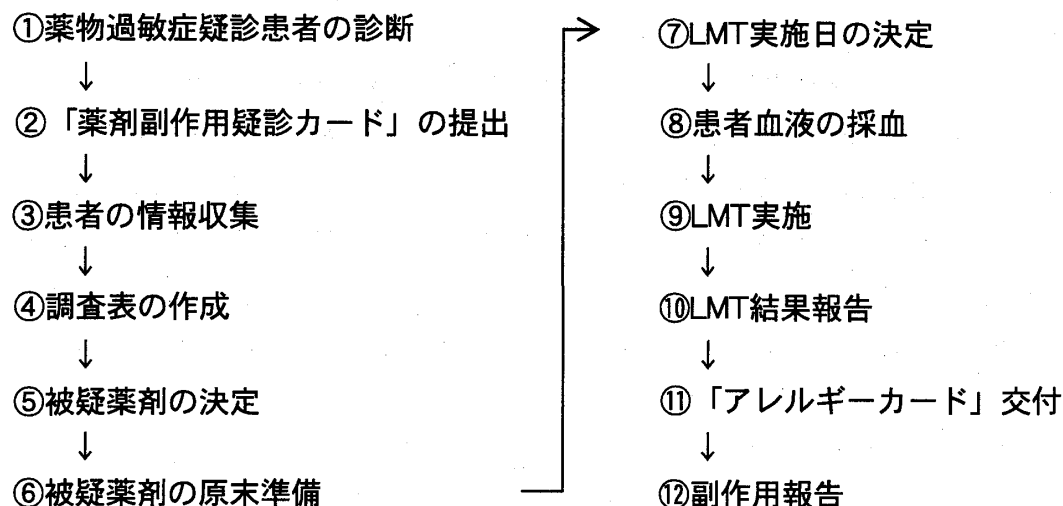 ①薬物過敏症疑診患者の診断
↓
②「薬剤副作用疑診カード」の提出
↓
③患者の情報収集
↓
④調査表の作成
↓
⑤被疑薬剤の決定
↓
⑥被疑薬剤の原末準備
⑦LMT実施日の決定
↓
⑧患者血液の採血
↓
⑨LMT実施
↓
⑩LMT結果報告
↓
⑪「アレルギーカード」交付
↓
⑫副作用報告